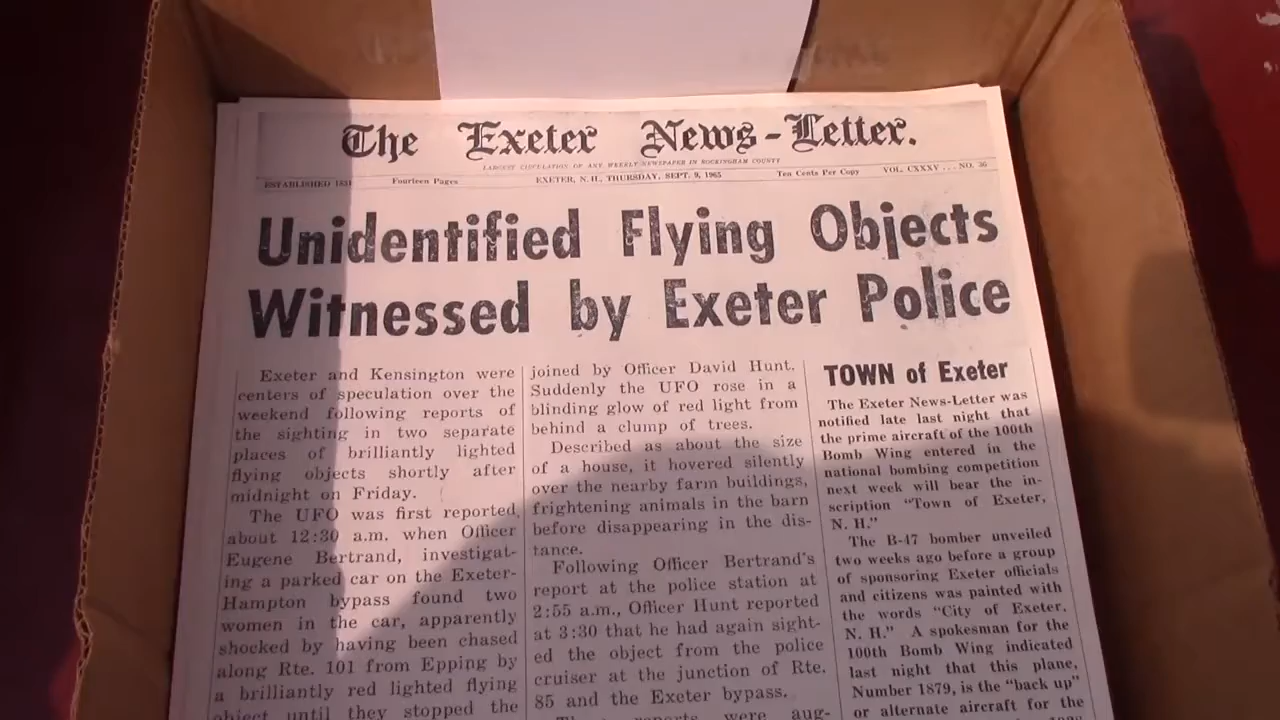 The Exeter News-Letter.
LARGEST CIRCULATION OF ANY WEEKLY NEWSPAPER IN ROCKINGHAM COUNTY
ESTABLISHED 1831 Fourteen Pages EXETER, N. H., THURSDAY, SEPT. 9, 1965 Ten Cents Per Copy VOL. CXXXV . . . NO. 36
Unidentified Flying Objects
Witnessed by Exeter Police
Exeter and Kensington were
centers of speculation over the
weekend following reports of
the sighting in two separate
places of brilliantly lighted
flying objects shortly after
midnight on Friday.
The UFO was first reported
about 12:30 a.m. when Officer
Eugene Bertrand, investigat-
ing a parked car on the Exeter-
Hampton bypass found two
women in the car, apparently
shocked by having been chased
along Rte. 101 from Epping by
a brilliantly red lighted flying
object until they stopped the
joined by Officer David Hunt.
Suddenly the UFO rose in a
blinding glow of red light from
behind a clump of trees.
Described as about the size
of a house, it hovered silently
over the nearby farm buildings,
frightening animals in the barn
before disappearing in the dis-
tance.
Following Officer Bertrand's
report at the police station at
2:55 a.m., Officer Hunt reported
at 3:30 that he had again sight-
ed the object from the police
cruiser at the junction of Rte.
85 and the Exeter bypass.
reports were aug-
TOWN of Exeter
The Exeter News-Letter was
notified late last night that
the prime aircraft of the 100th
Bomb Wing entered in the
national bombing competition
next week will bear the in-
scription "Town of Exeter,
N. H."
The B-47 bomber unveiled
two weeks ago before a group
of sponsoring Exeter officials
and citizens was painted with
the words "City of Exeter,
N. H." A spokesman for the
100th Bomb Wing indicated
last night that this plane,
Number 1879, is the "back up"
or alternate aircraft for the